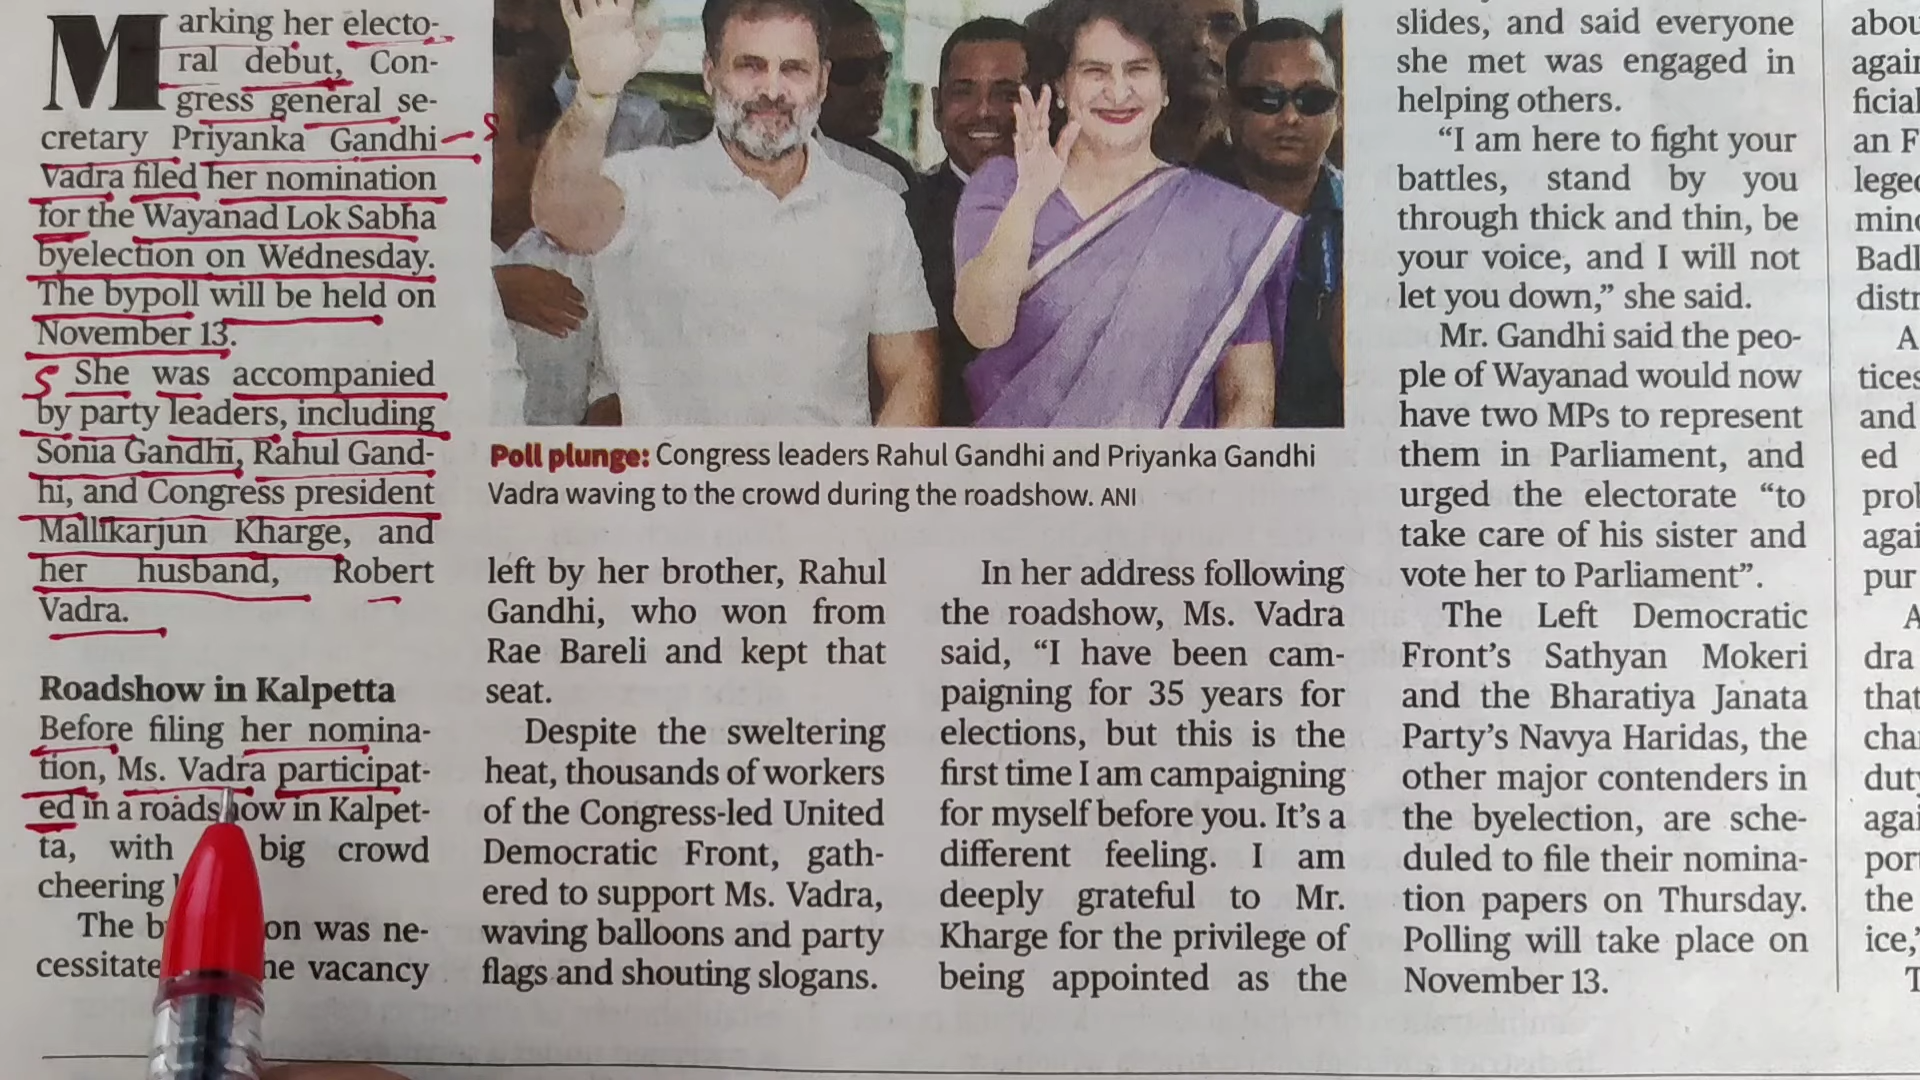 Marking her electo-
ral debut, Con-
gress general se-
cretary Priyanka Gandhi
Vadra filed her nomination
for the Wayanad Lok Sabha
byelection on Wednesday.
The bypoll will be held on
November 13.
She was accompanied
by party leaders, including
Sonia Gandhi, Rahul Gand-
hi, and Congress president
Mallikarjun Kharge, and
her husband, Robert
Vadra.
Roadshow in Kalpetta
Before filing her nomina-
tion, Ms. Vadra participat-
ed in a roadshow in Kalpet-
ta, with big crowd
cheering
The on was ne-
cessitate vacancy
Poll plunge: Congress leaders Rahul Gandhi and Priyanka Gandhi
Vadra waving to the crowd during the roadshow. ANI
left by her brother, Rahul
Gandhi, who won from
Rae Bareli and kept that
seat.
Despite the sweltering
heat, thousands of workers
of the Congress-led United
Democratic Front, gath-
ered to support Ms. Vadra,
waving balloons and party
flags and shouting slogans.
In her address following
the roadshow, Ms. Vadra
said, “I have been cam-
paigning for 35 years for
elections, but this is the
first time I am campaigning
for myself before you. It’s a
different feeling. I am
deeply grateful to Mr.
Kharge for the privilege of
being appointed as the
slides, and said everyone
she met was engaged in
helping others.
“I am here to fight your
battles, stand by you
through thick and thin, be
your voice, and I will not
let you down,” she said.
Mr. Gandhi said the peo-
ple of Wayanad would now
have two MPs to represent
them in Parliament, and
urged the electorate “to
take care of his sister and
vote her to Parliament”.
The Left Democratic
Front’s Sathyan Mokeri
and the Bharatiya Janata
Party’s Navya Haridas, the
other major contenders in
the byelection, are sche-
duled to file their nomina-
tion papers on Thursday.
Polling will take place on
November 13.